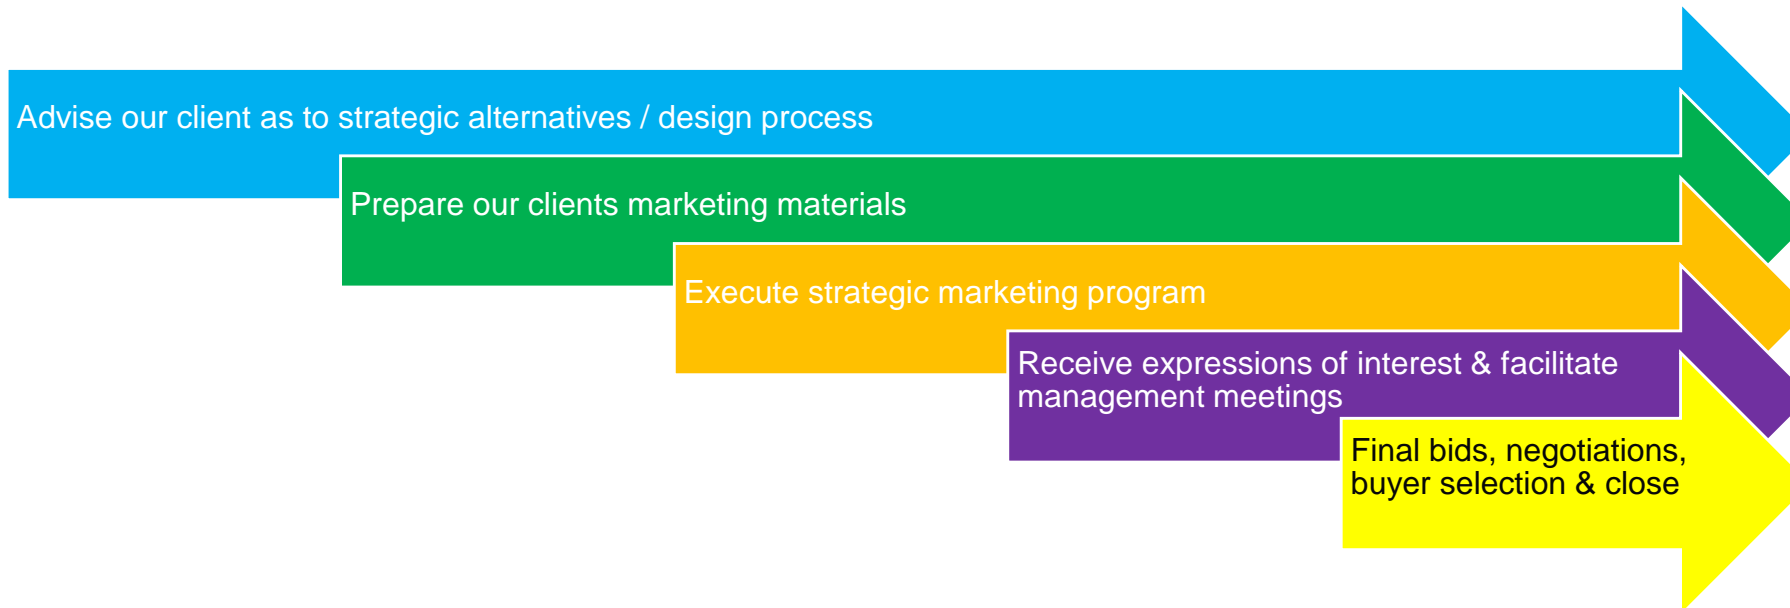 Advise our client as to strategic alternatives / design process
Prepare our clients marketing materials
Execute strategic marketing program
Receive expressions of interest & facilitate
management meetings
Final bids, negotiations,
buyer selection & close